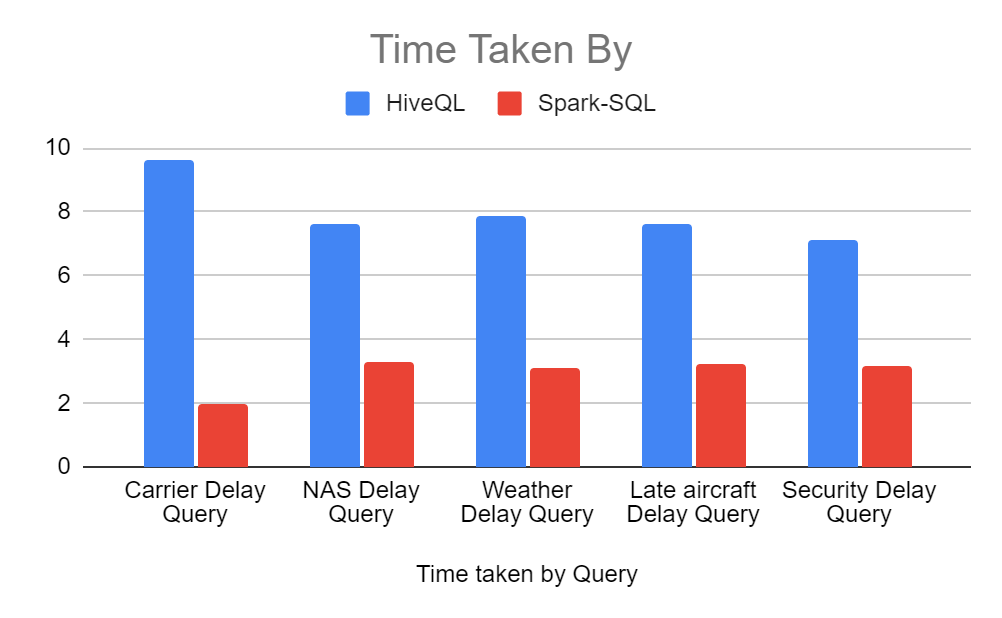 Time Taken By
HiveQL Spark-SQL
10
8
6
4
2
0
Carrier Delay Query
NAS Delay Query
Weather Delay Query
Late aircraft Delay Query
Security Delay Query
Time taken by Query